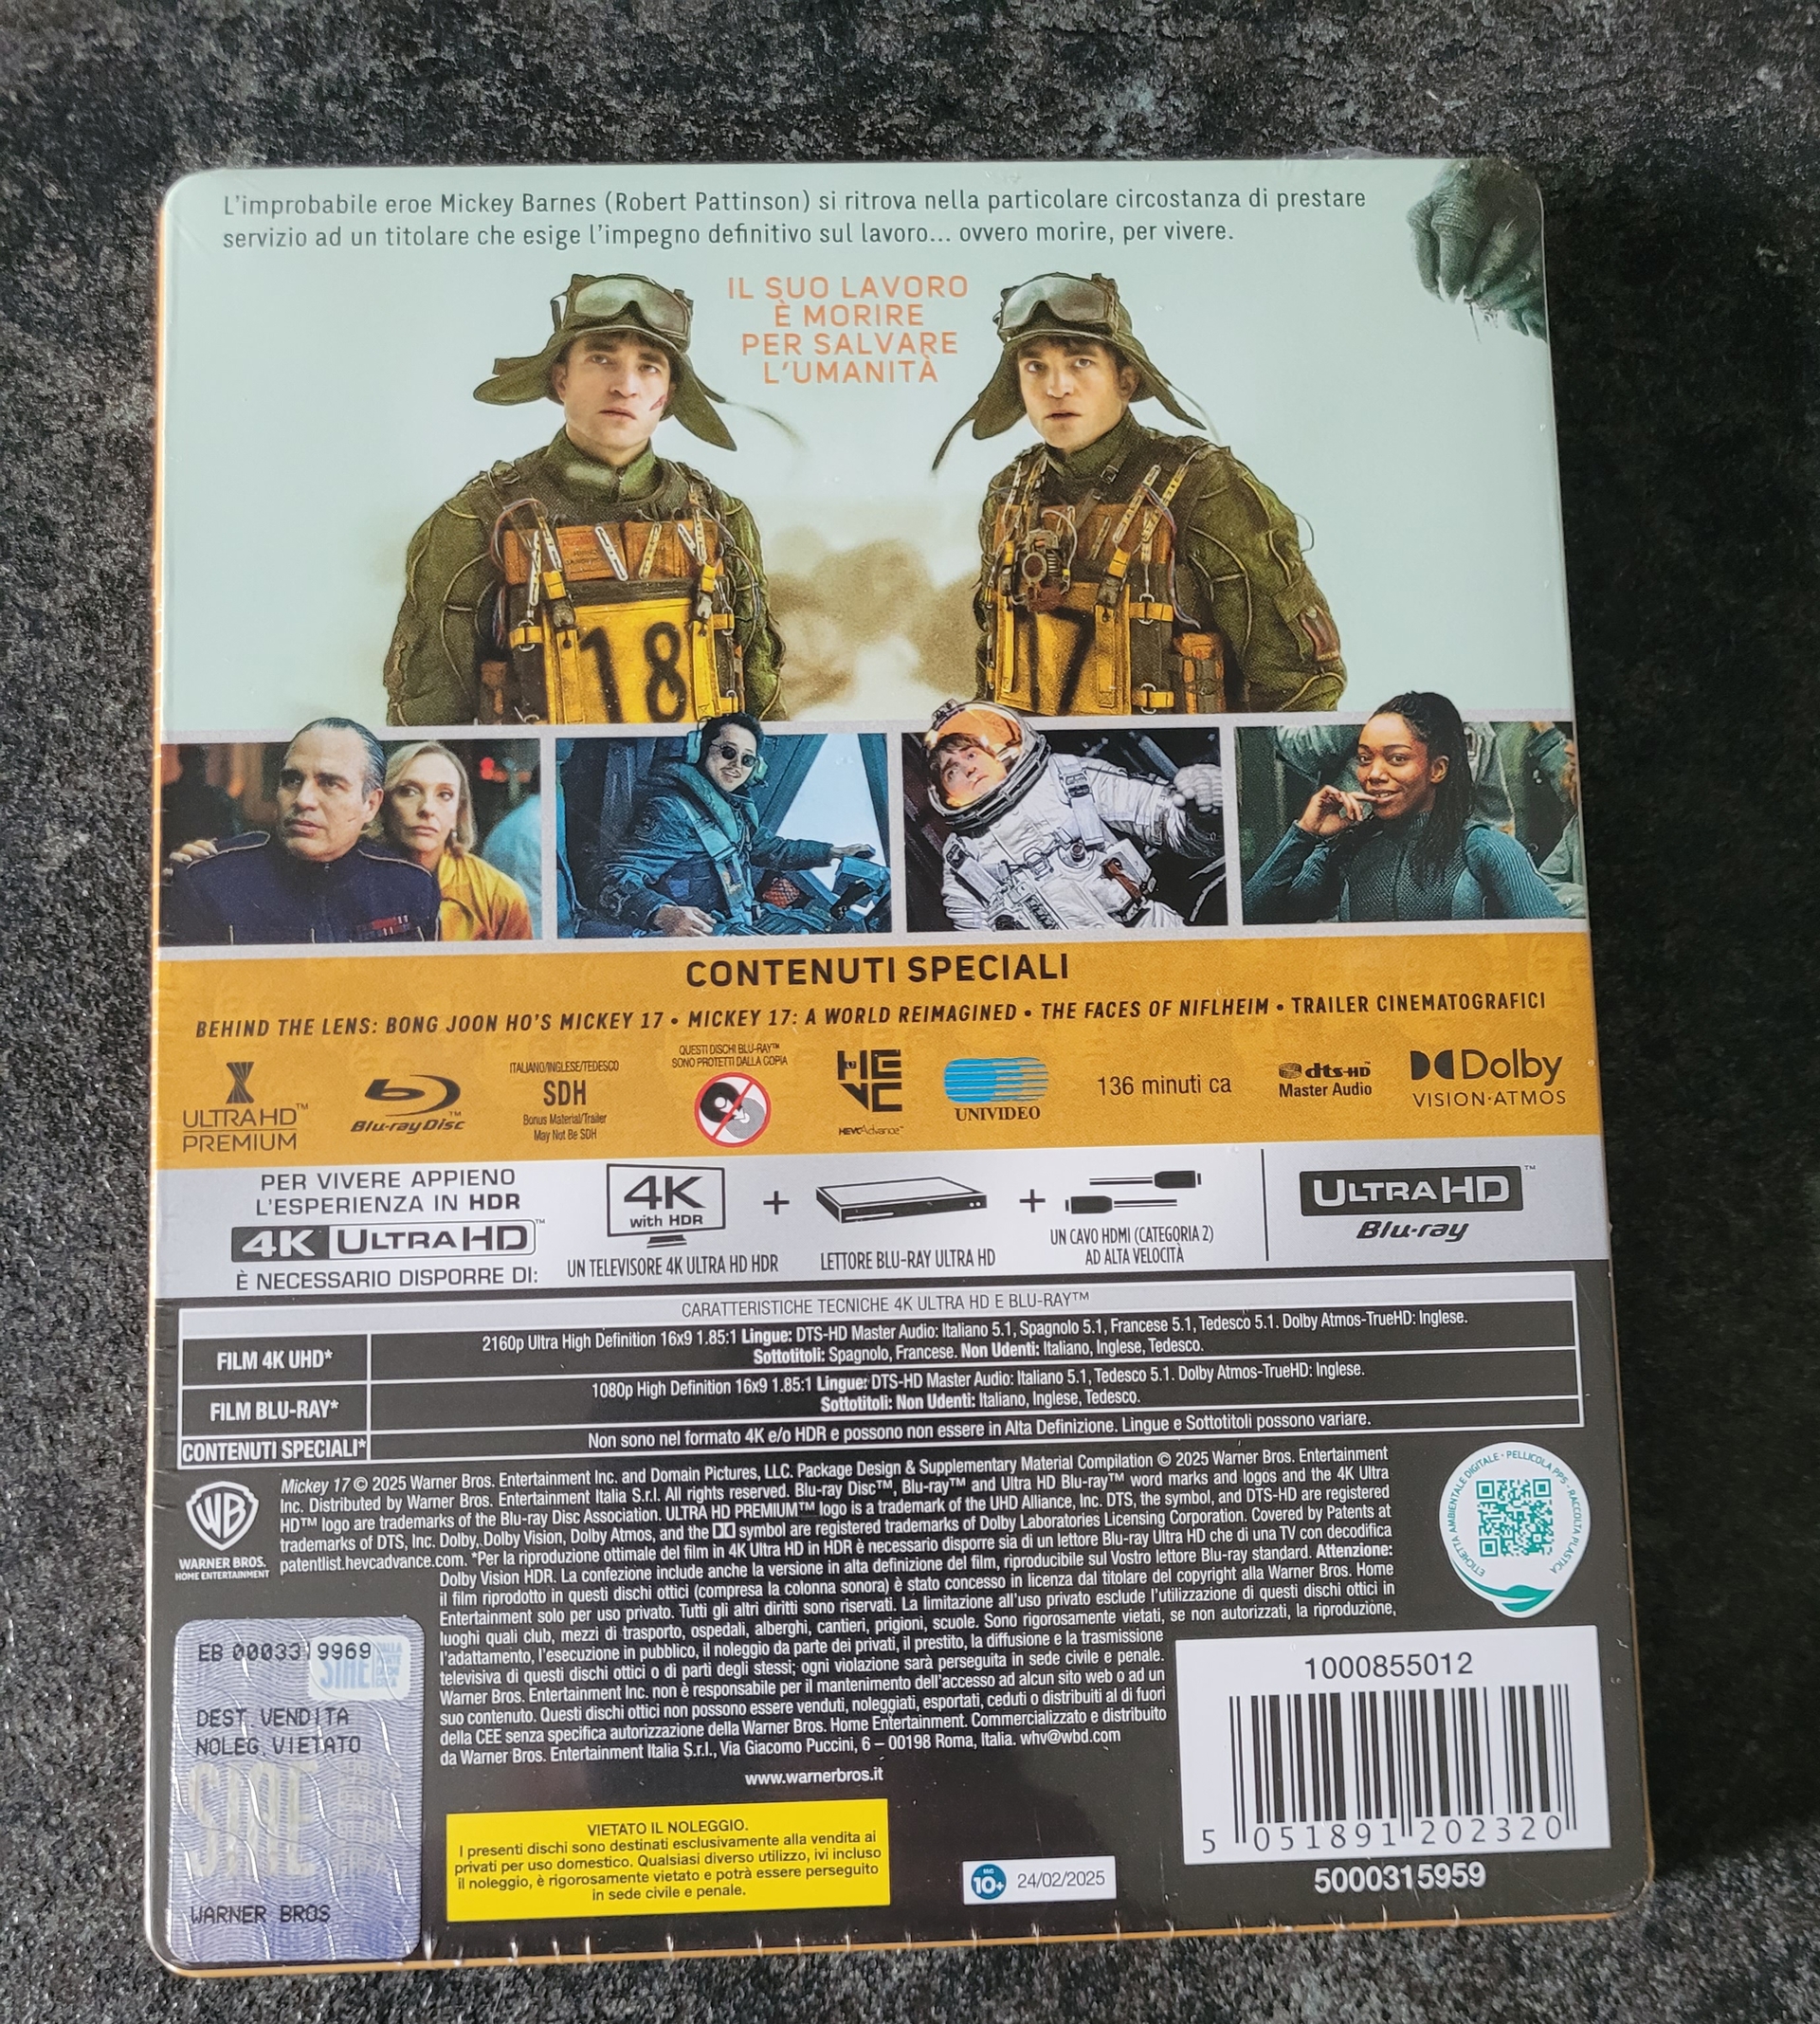 L'improbabile eroe Mickey Barnes (Robert Pattinson) si ritrova nella particolare circostanza di prestare
servizio ad un titolare che esige l'impegno definitivo sul lavoro... ovvero morire, per vivere.
IL SUO LAVORO
È MORIRE
PER SALVARE
L'UMANITÀ
18
17
CONTENUTI SPECIALI
BEHIND THE LENS: BONG JOON HO'S MICKEY 17 • MICKEY 17: A WORLD REIMAGINED • THE FACES OF NIFLHEIM • TRAILER CINEMATOGRAFICI
ULTRA HD™
PREMIUM
Blu-ray Disc™
ITALIANO/INGLESE/TEDESCO
SDH
Bonus Material/Trailer
May Not Be SDH
QUESTI DISCHI BLU-RAY™
SONO PROTETTI DALLA COPIA
HEVC
HEVC Advance™
UNIVIDEO
136 minuti ca
dts-HD
Master Audio
Dolby
VISION·ATMOS
PER VIVERE APPIENO
L'ESPERIENZA IN HDR
4K ULTRA HD™
È NECESSARIO DISPORRE DI:
4K
with HDR
UN TELEVISORE 4K ULTRA HD HDR
+
LETTORE BLU-RAY ULTRA HD
+
UN CAVO HDMI (CATEGORIA 2)
AD ALTA VELOCITÀ
ULTRA HD™
Blu-ray
CARATTERISTICHE TECNICHE 4K ULTRA HD E BLU-RAY™
FILM 4K UHD*
2160p Ultra High Definition 16x9 1.85:1 Lingue: DTS-HD Master Audio: Italiano 5.1, Spagnolo 5.1, Francese 5.1, Tedesco 5.1. Dolby Atmos-TrueHD: Inglese.
Sottotitoli: Spagnolo, Francese. Non Udenti: Italiano, Inglese, Tedesco.
FILM BLU-RAY*
1080p High Definition 16x9 1.85:1 Lingue: DTS-HD Master Audio: Italiano 5.1, Tedesco 5.1. Dolby Atmos-TrueHD: Inglese.
Sottotitoli: Non Udenti: Italiano, Inglese, Tedesco.
CONTENUTI SPECIALI*
Non sono nel formato 4K e/o HDR e possono non essere in Alta Definizione. Lingue e Sottotitoli possono variare.
WB
WARNER BROS.
HOME ENTERTAINMENT
Mickey 17 © 2025 Warner Bros. Entertainment Inc. and Domain Pictures, LLC. Package Design & Supplementary Material Compilation © 2025 Warner Bros. Entertainment
Inc. Distributed by Warner Bros. Entertainment Italia S.r.l. All rights reserved. Blu-ray Disc™, Blu-ray™ and Ultra HD Blu-ray™ word marks and logos and the 4K Ultra
HD™ logo are trademarks of the Blu-ray Disc Association. ULTRA HD PREMIUM™ logo is a trademark of the UHD Alliance, Inc. DTS, the symbol, and DTS-HD are registered
trademarks of DTS, Inc. Dolby, Dolby Vision, Dolby Atmos, and the symbol are registered trademarks of Dolby Laboratories Licensing Corporation. Covered by Patents at
patentlist.hevcadvance.com. *Per la riproduzione ottimale del film in 4K Ultra HD in HDR è necessario disporre sia di un lettore Blu-ray Ultra HD che di una TV con decodifica
Dolby Vision HDR. La confezione include anche la versione in alta definizione del film, riproducibile sul Vostro lettore Blu-ray standard. Attenzione:
il film riprodotto in questi dischi ottici (compresa la colonna sonora) è stato concesso in licenza dal titolare del copyright alla Warner Bros. Home
Entertainment solo per uso privato. Tutti gli altri diritti sono riservati. La limitazione all'uso privato esclude l'utilizzazione di questi dischi ottici in
luoghi quali club, mezzi di trasporto, ospedali, alberghi, cantieri, prigioni, scuole. Sono rigorosamente vietati, se non autorizzati, la riproduzione,
l'adattamento, l'esecuzione in pubblico, il noleggio da parte dei privati, il prestito, la diffusione e la trasmissione
televisiva di questi dischi ottici o di parti degli stessi; ogni violazione sarà perseguita in sede civile e penale.
Warner Bros. Entertainment Inc. non è responsabile per il mantenimento dell'accesso ad alcun sito web o ad un
suo contenuto. Questi dischi ottici non possono essere venduti, noleggiati, esportati, ceduti o distribuiti al di fuori
della CEE senza specifica autorizzazione della Warner Bros. Home Entertainment. Commercializzato e distribuito
da Warner Bros. Entertainment Italia S.r.l., Via Giacomo Puccini, 6 – 00198 Roma, Italia. whv@wbd.com
www.warnerbros.it
ETICHETTA AMBIENTALE DIGITALE - PELLICOLA PP5 - RACCOLTA PLASTICA
EB 0003319969
SIAE
DEST.VENDITA
NOLEG.VIETATO
SIAE
WARNER BROS
VIETATO IL NOLEGGIO.
I presenti dischi sono destinati esclusivamente alla vendita ai
privati per uso domestico. Qualsiasi diverso utilizzo, ivi incluso
il noleggio, è rigorosamente vietato e potrà essere perseguito
in sede civile e penale.
10+ 24/02/2025
1000855012
5 051891 202320
5000315959